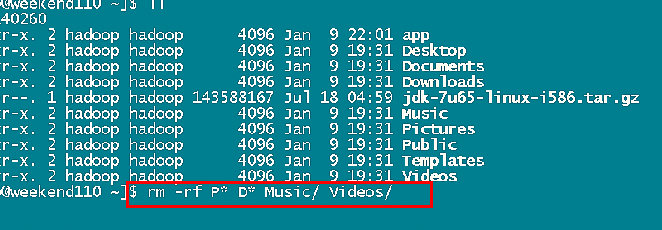 @weekend110 ~]$ ll
40260
r-x. 2 hadoop hadoop 4096 Jan 9 22:01 app
r-x. 2 hadoop hadoop 4096 Jan 9 19:31 Desktop
r-x. 2 hadoop hadoop 4096 Jan 9 19:31 Documents
r-x. 2 hadoop hadoop 4096 Jan 9 19:31 Downloads
r--. 1 hadoop hadoop 143588167 Jul 18 04:59 jdk-7u65-linux-i586.tar.gz
r-x. 2 hadoop hadoop 4096 Jan 9 19:31 Music
r-x. 2 hadoop hadoop 4096 Jan 9 19:31 Pictures
r-x. 2 hadoop hadoop 4096 Jan 9 19:31 Public
r-x. 2 hadoop hadoop 4096 Jan 9 19:31 Templates
r-x. 2 hadoop hadoop 4096 Jan 9 19:31 Videos
@weekend110 ~]$ rm -rf P* D* Music/ Videos/